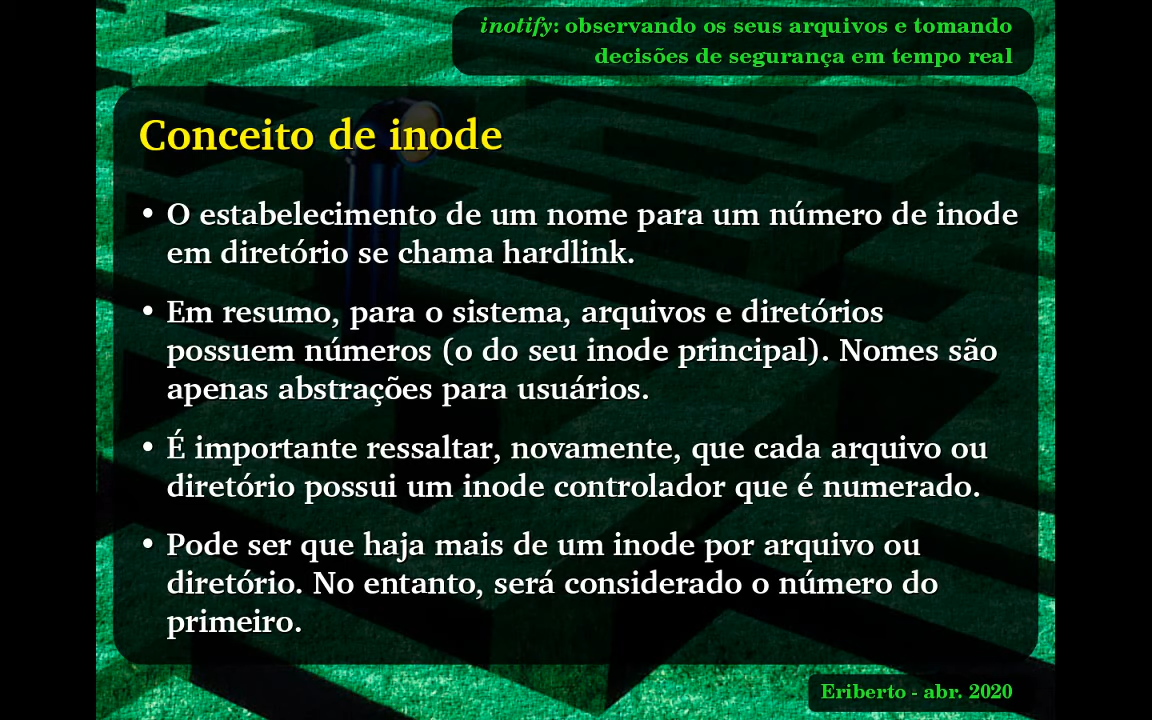 inotify: observando os seus arquivos e tomando
decisões de segurança em tempo real
Conceito de inode
• O estabelecimento de um nome para um número de inode
em diretório se chama hardlink.
• Em resumo, para o sistema, arquivos e diretórios
possuem números (o do seu inode principal). Nomes são
apenas abstrações para usuários.
• É importante ressaltar, novamente, que cada arquivo ou
diretório possui um inode controlador que é numerado.
• Pode ser que haja mais de um inode por arquivo ou
diretório. No entanto, será considerado o número do
primeiro.
Eriberto - abr. 2020